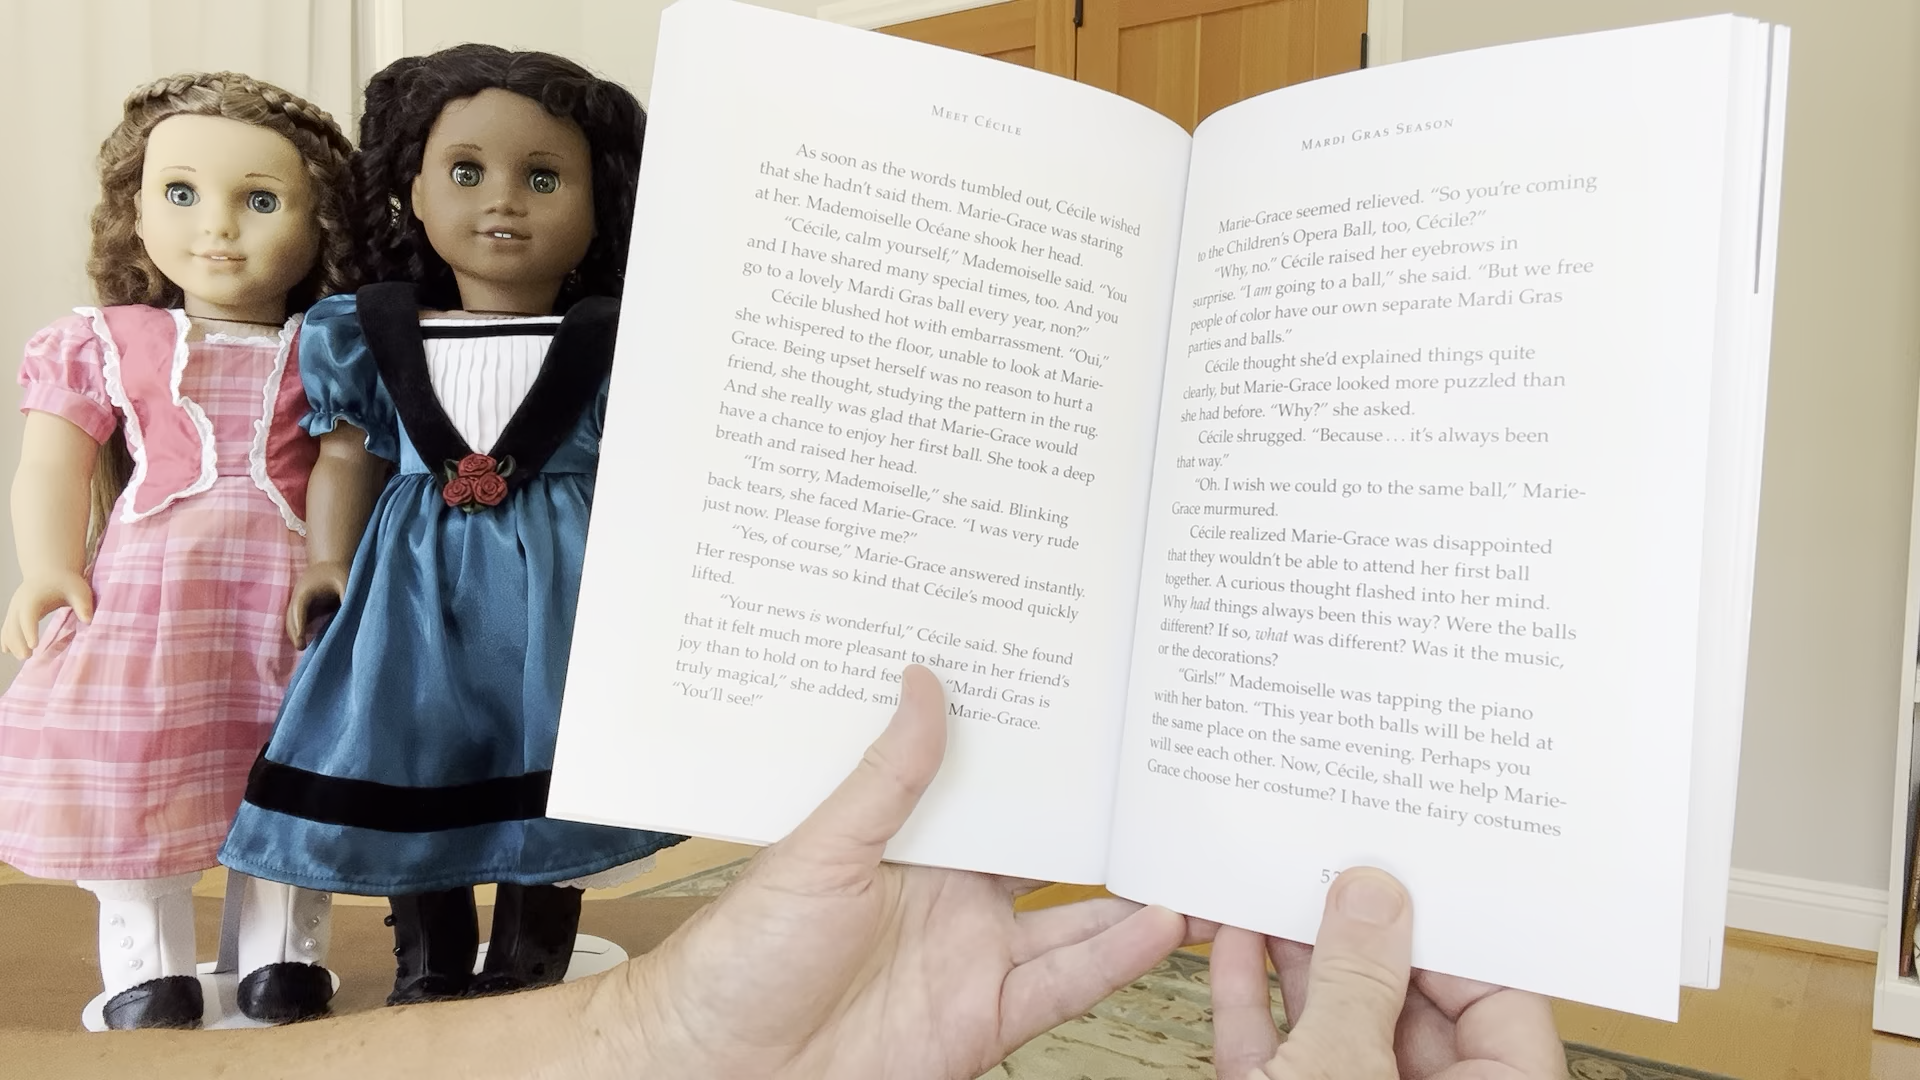 MEET CÉCILE
As soon as the words tumbled out, Cécile wished
that she hadn't said them. Marie-Grace was staring
at her. Mademoiselle Océane shook her head.
"Cécile, calm yourself," Mademoiselle said. "You
and I have shared many special times, too. And you
go to a lovely Mardi Gras ball every year, non?"
Cécile blushed hot with embarrassment. "Oui,"
she whispered to the floor, unable to look at Marie-
Grace. Being upset herself was no reason to hurt a
friend, she thought, studying the pattern in the rug.
And she really was glad that Marie-Grace would
have a chance to enjoy her first ball. She took a deep
breath and raised her head.
"I'm sorry, Mademoiselle," she said. Blinking
back tears, she faced Marie-Grace. "I was very rude
just now. Please forgive me?"
"Yes, of course," Marie-Grace answered instantly.
Her response was so kind that Cécile's mood quickly
lifted.
"Your news is wonderful," Cécile said. She found
that it felt much more pleasant to share in her friend's
joy than to hold on to hard fee "Mardi Gras is
truly magical," she added, smi Marie-Grace.
"You'll see!"
MARDI GRAS SEASON
Marie-Grace seemed relieved. "So you're coming
to the Children's Opera Ball, too, Cécile?"
"Why, no." Cécile raised her eyebrows in
surprise. "I am going to a ball," she said. "But we free
people of color have our own separate Mardi Gras
parties and balls."
Cécile thought she'd explained things quite
clearly, but Marie-Grace looked more puzzled than
she had before. "Why?" she asked.
Cécile shrugged. "Because . . . it's always been
that way."
"Oh. I wish we could go to the same ball," Marie-
Grace murmured.
Cécile realized Marie-Grace was disappointed
that they wouldn't be able to attend her first ball
together. A curious thought flashed into her mind.
Why had things always been this way? Were the balls
different? If so, what was different? Was it the music,
or the decorations?
"Girls!" Mademoiselle was tapping the piano
with her baton. "This year both balls will be held at
the same place on the same evening. Perhaps you
will see each other. Now, Cécile, shall we help Marie-
Grace choose her costume? I have the fairy costumes